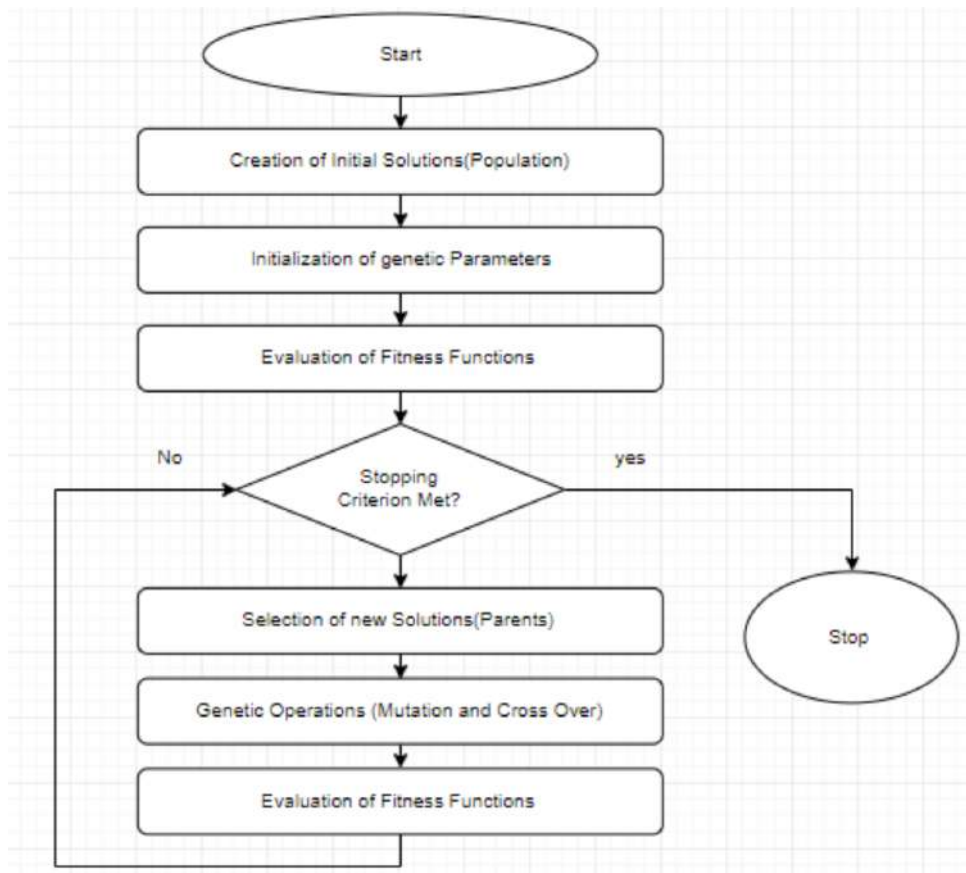 Start
Creation of Initial Solutions(Population)
Initialization of genetic Parameters
Evaluation of Fitness Functions
No
yes
Stopping
Criterion Met?
Selection of new Solutions(Parents)
Stop
Genetic Operations (Mutation and Cross Over)
Evaluation of Fitness Functions